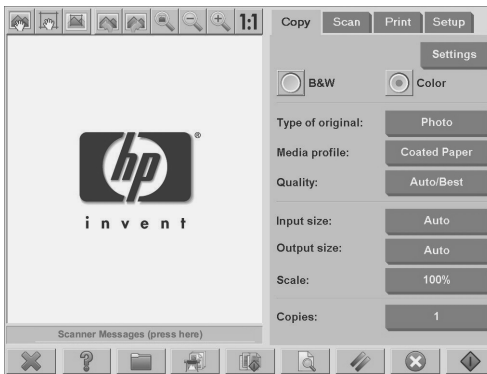 1:1
Copy Scan Print Setup
Settings
B&W Color
Type of original: Photo
Media profile: Coated Paper
Quality: Auto/Best
Input size: Auto
Output size: Auto
Scale: 100%
Copies: 1
hp ®
invent
Scanner Messages (press here)